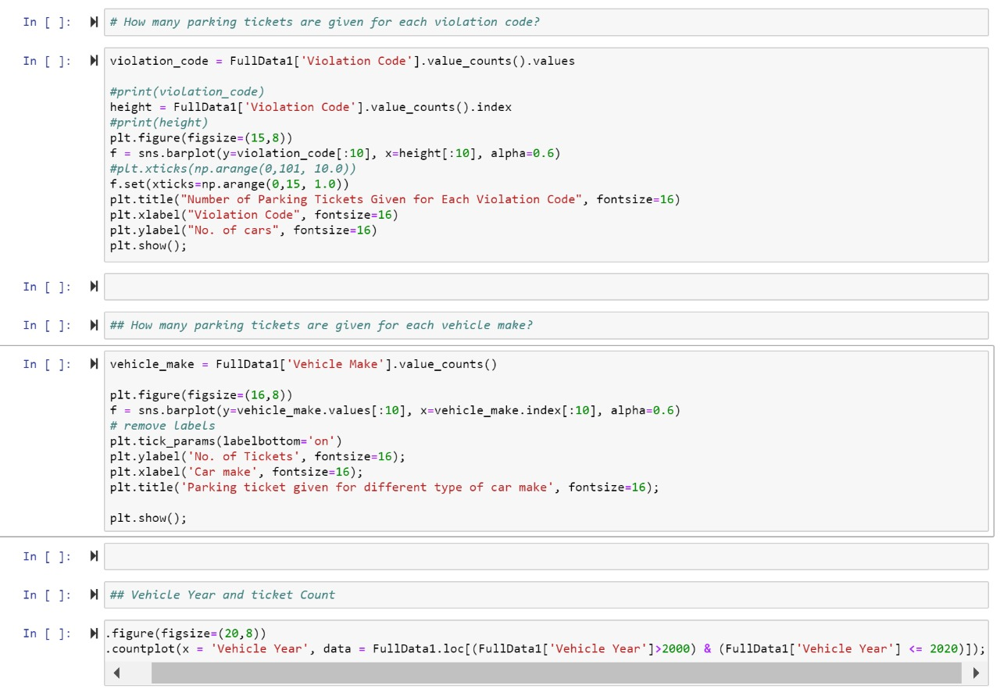 In [ ]: # How many parking tickets are given for each violation code?
In [ ]: violation_code = FullData1['Violation Code'].value_counts().values
#print(violation_code)
height = FullData1['Violation Code'].value_counts().index
#print(height)
plt.figure(figsize=(15,8))
f = sns.barplot(y=violation_code[:10], x=height[:10], alpha=0.6)
#plt.xticks(np.arange(0,101, 10.0))
f.set(xticks=np.arange(0,15, 1.0))
plt.title("Number of Parking Tickets Given for Each Violation Code", fontsize=16)
plt.xlabel("Violation Code", fontsize=16)
plt.ylabel("No. of cars", fontsize=16)
plt.show();
In [ ]:
In [ ]: ## How many parking tickets are given for each vehicle make?
In [ ]: vehicle_make = FullData1['Vehicle Make'].value_counts()
plt.figure(figsize=(16,8))
f = sns.barplot(y=vehicle_make.values[:10], x=vehicle_make.index[:10], alpha=0.6)
# remove labels
plt.tick_params(labelbottom='on')
plt.ylabel('No. of Tickets', fontsize=16);
plt.xlabel('Car make', fontsize=16);
plt.title('Parking ticket given for different type of car make', fontsize=16);
plt.show();
In [ ]:
In [ ]: ## Vehicle Year and ticket Count
In [ ]: .figure(figsize=(20,8))
.countplot(x = 'Vehicle Year', data = FullData1.loc[(FullData1['Vehicle Year']>2000) & (FullData1['Vehicle Year'] <= 2020)]);